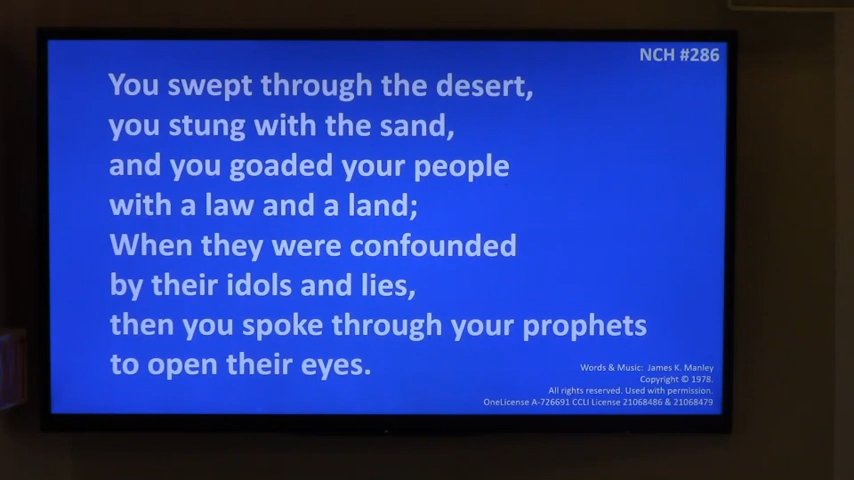 NCH #286
You swept through the desert,
you stung with the sand,
and you goaded your people
with a law and a land;
When they were confounded
by their idols and lies,
then you spoke through your prophets
to open their eyes.
Words & Music: James K. Manley
Copyright © 1978.
All rights reserved. Used with permission.
OneLicense A-726691 CCLI License 21068486 & 21068479